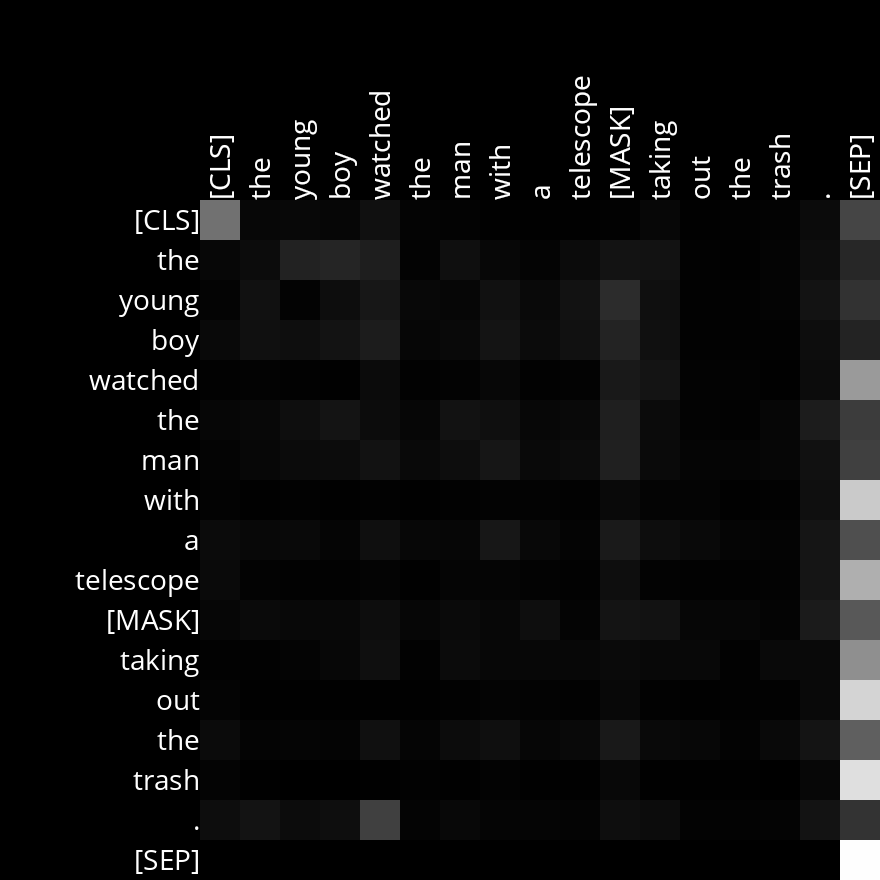 [CLS] the young boy watched the man with a telescope [MASK] taking out the trash . [SEP]
[CLS]
the
young
boy
watched
the
man
with
a
telescope
[MASK]
taking
out
the
trash
.
[SEP]